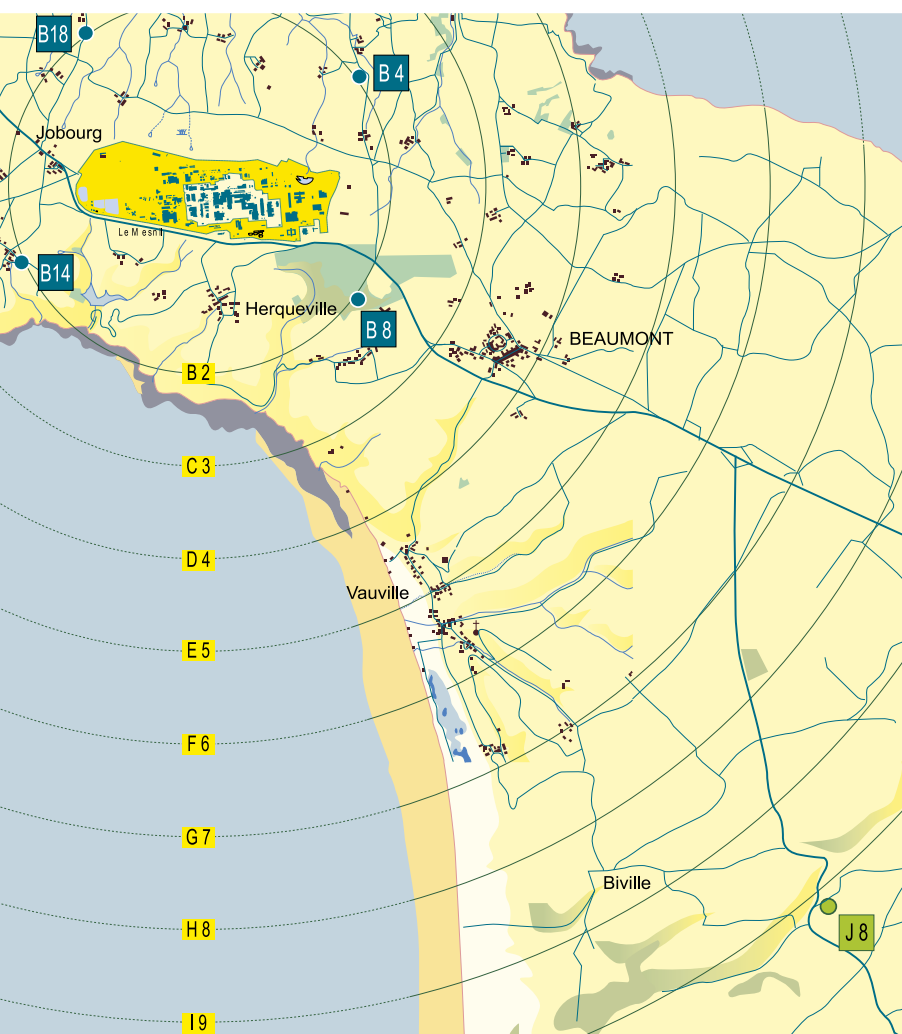 B18
B 4
Jobourg
Le Mesnil
B14
Herqueville
B 8
BEAUMONT
B 2
C 3
D 4
Vauville
E 5
F 6
G 7
Biville
H 8
J 8
I 9